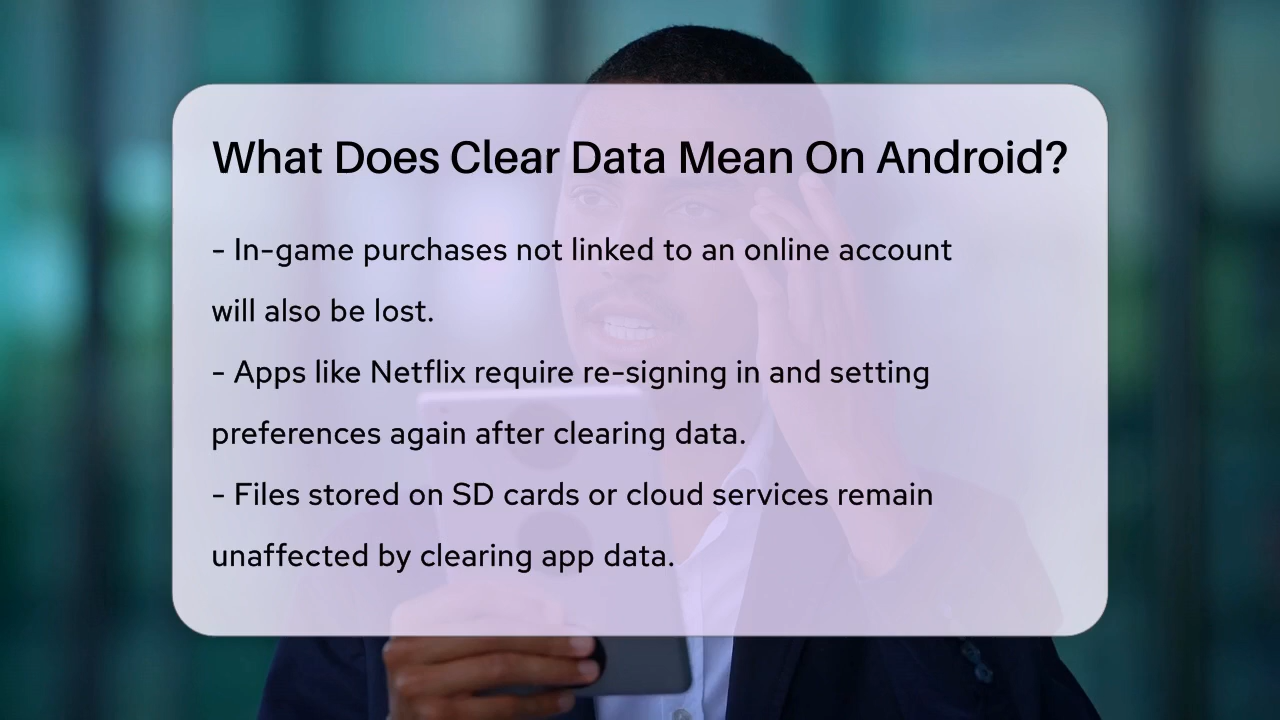 What Does Clear Data Mean On Android?
- In-game purchases not linked to an online account
will also be lost.
- Apps like Netflix require re-signing in and setting
preferences again after clearing data.
- Files stored on SD cards or cloud services remain
unaffected by clearing app data.